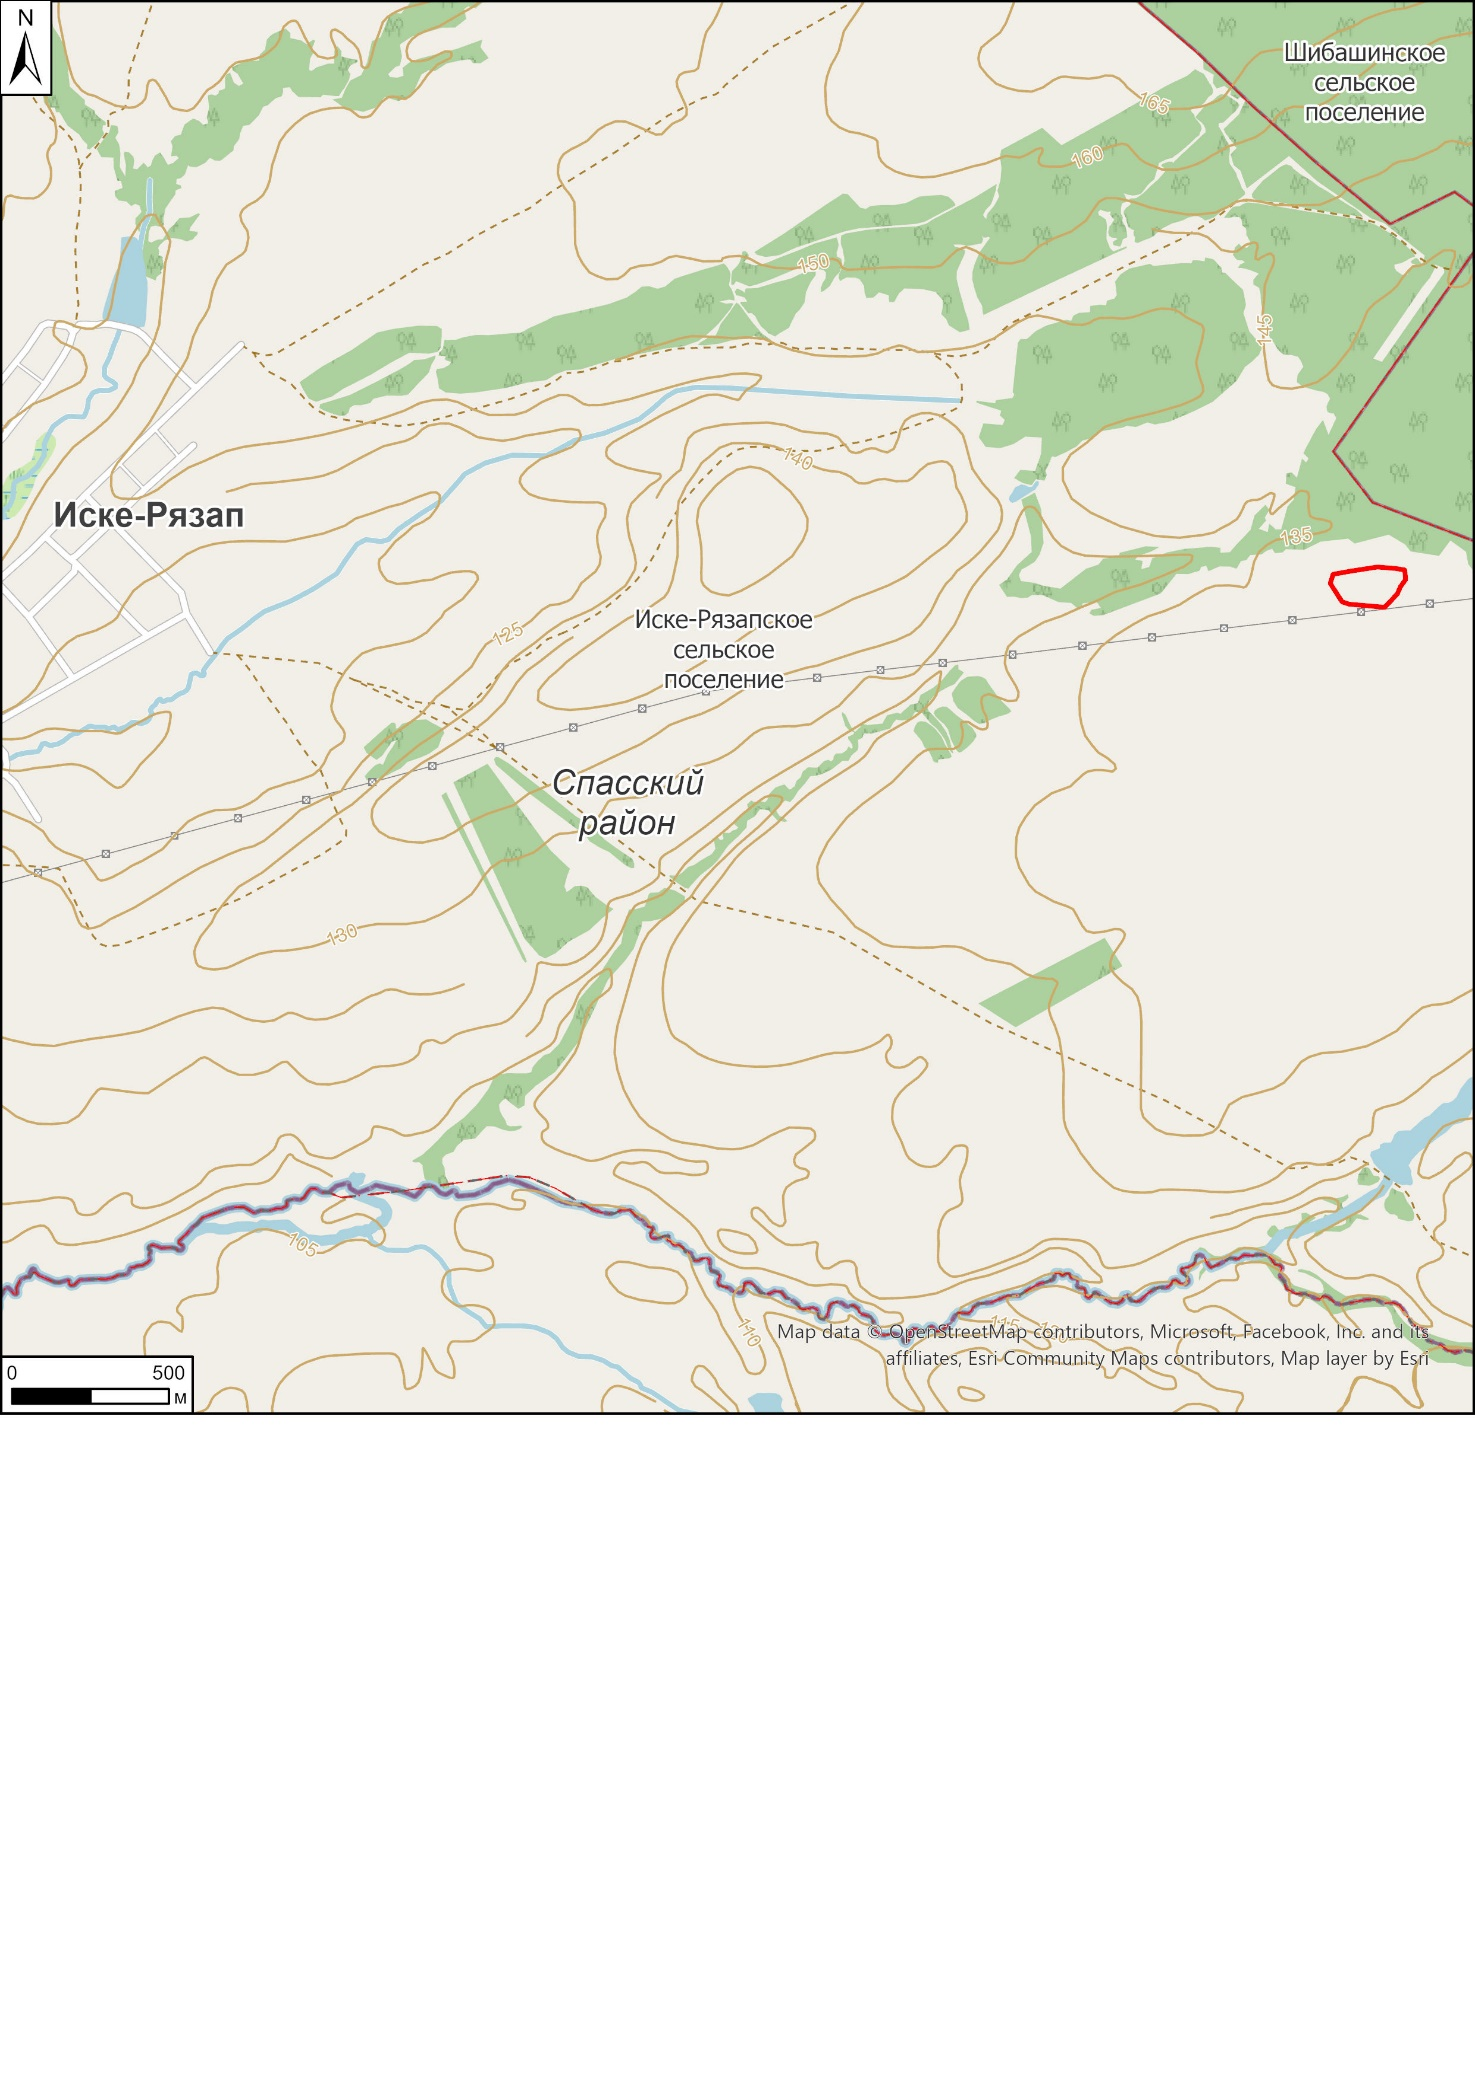 N
Шибашинское
сельское
поселение
165
160
150
145
140
Иске-Рязап
135
Иске-Рязапское
сельское
поселение
125
Спасский
район
130
105
110
115
Map data © OpenStreetMap contributors, Microsoft, Facebook, Inc. and its
affiliates, Esri Community Maps contributors, Map layer by Esri
0 500
м